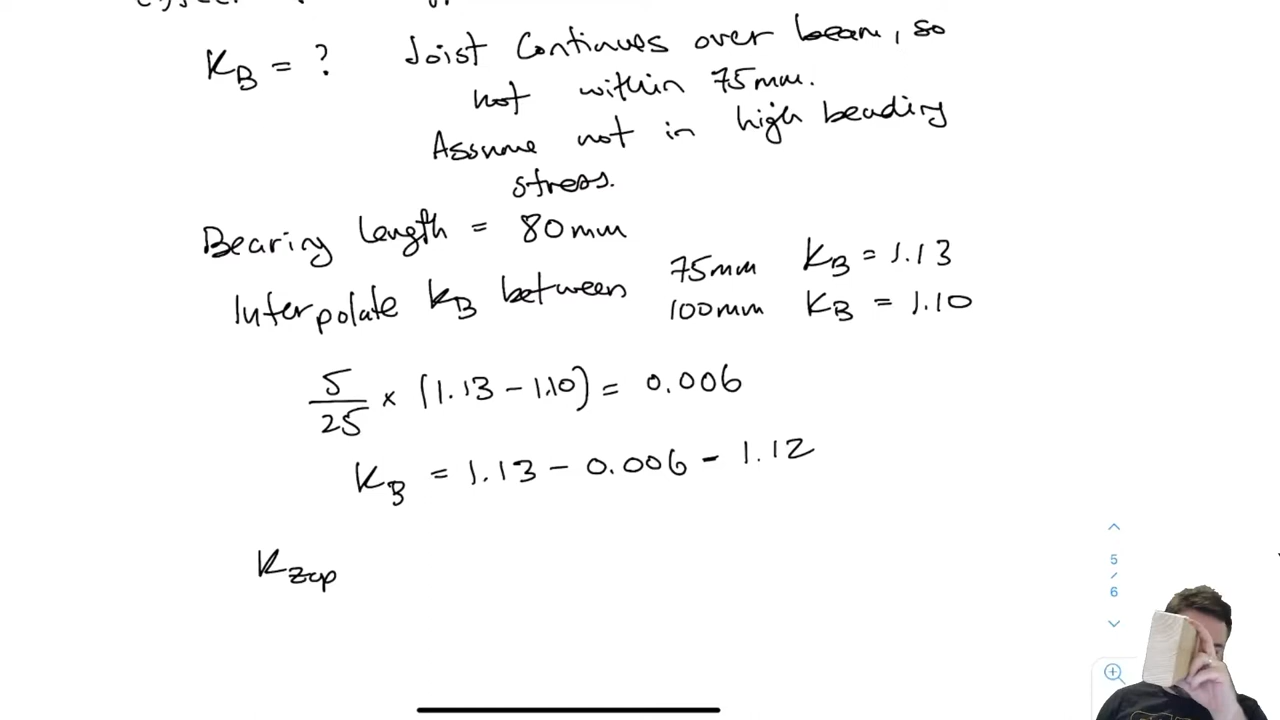 K_B = ? Joist continues over beam, so
not within 75mm.
Assume not in high bending
stress.
Bearing length = 80mm
Interpolate K_B between 75mm K_B = 1.13
100mm K_B = 1.10
5/25 × (1.13 - 1.10) = 0.006
K_B = 1.13 - 0.006 - 1.12
K_zcp
5
/
6